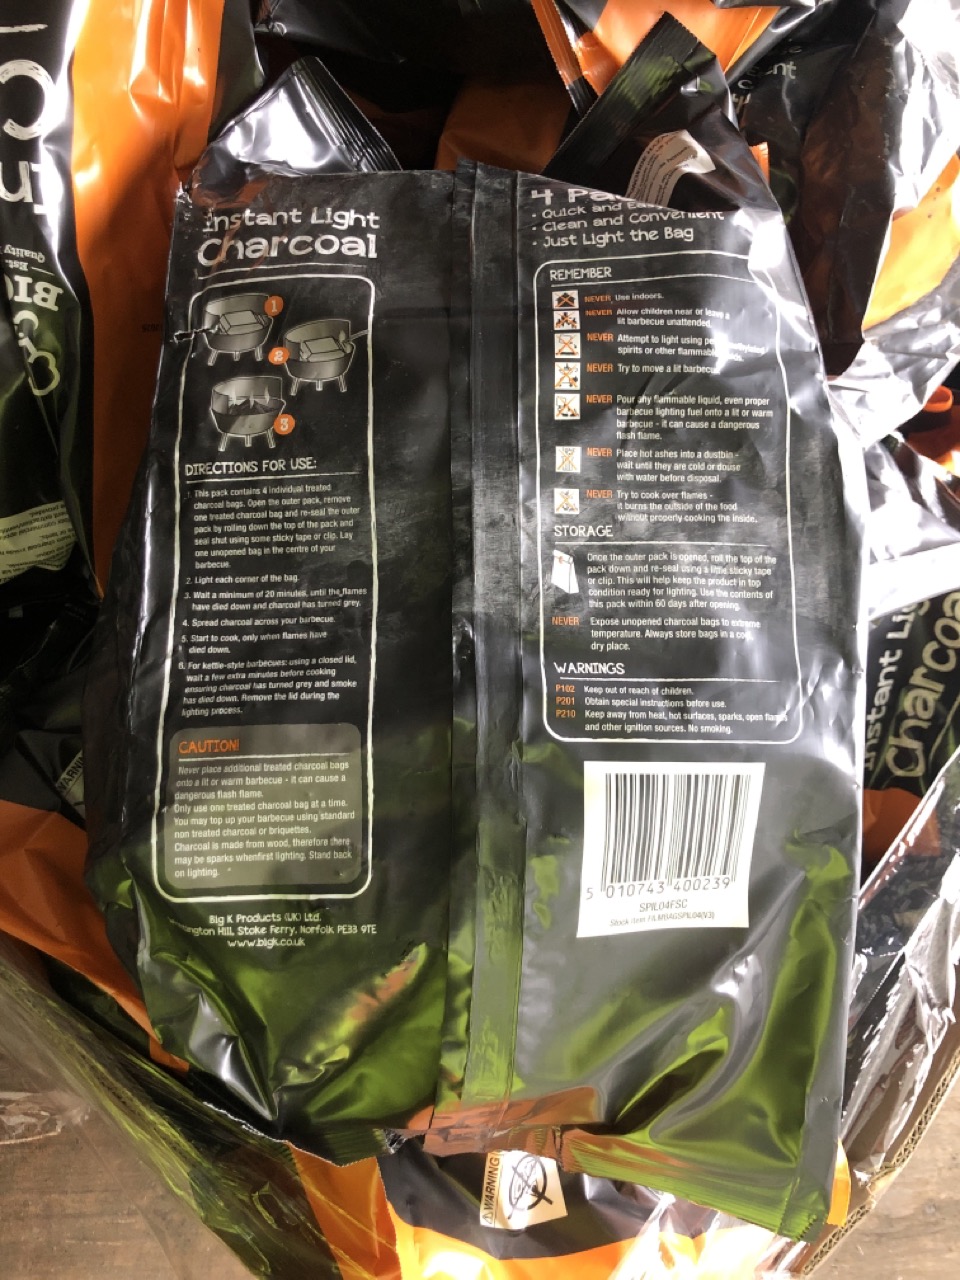 Instant Light
Charcoal
1
2
3
DIRECTIONS FOR USE:
1. This pack contains 4 individual treated
charcoal bags. Open the outer pack, remove
one treated charcoal bag and re-seal the outer
pack by rolling down the top of the pack and
seal shut using some sticky tape or clip. Lay
one unopened bag in the centre of your
barbecue.
2. Light each corner of the bag.
3. Wait a minimum of 20 minutes, until the flames
have died down and charcoal has turned grey.
4. Spread charcoal across your barbecue.
5. Start to cook, only when flames have
died down.
6. For kettle-style barbecues: using a closed lid,
wait a few extra minutes before cooking
ensuring charcoal has turned grey and smoke
has died down. Remove the lid during the
lighting process.
CAUTION!
Never place additional treated charcoal bags
onto a lit or warm barbecue - it can cause a
dangerous flash flame.
Only use one treated charcoal bag at a time.
You may top up your barbecue using standard
non treated charcoal or briquettes.
Charcoal is made from wood, therefore there
may be sparks whenfirst lighting. Stand back
on lighting.
Big K Products (UK) Ltd.
Hill, Stoke Ferry, Norfolk PE33 9TE
www.bigk.co.uk
4
• Quick and
• Clean and Convenient
• Just Light the Bag
REMEMBER
NEVER Use indoors.
NEVER Allow children near or leave a
lit barbecue unattended.
NEVER Attempt to light using
spirits or other
NEVER Try to move a lit barbecue
NEVER Pour any flammable liquid, even proper
barbecue lighting fuel onto a lit or warm
barbecue - it can cause a dangerous
flash flame.
NEVER Place hot ashes into a dustbin -
wait until they are cold or douse
with water before disposal.
NEVER Try to cook over flames -
it burns the outside of the food
without properly cooking the inside.
STORAGE
Once the outer pack is opened, roll the top of the
pack down and re-seal using a little sticky tape
or clip. This will help keep the product in top
condition ready for lighting. Use the contents of
this pack within 60 days after opening.
NEVER Expose unopened charcoal bags to extreme
temperature. Always store bags in a cool,
dry place.
WARNINGS
P102 Keep out of reach of children.
P201 Obtain special instructions before use.
P210 Keep away from heat, hot surfaces, sparks, open flames
and other ignition sources. No smoking.
5 010743 400239
SPIL04FSC
Stock item: FILMBAGSPIL04(V3)
Instant
Charcoal
BIG
Quality
Est.
WARNING